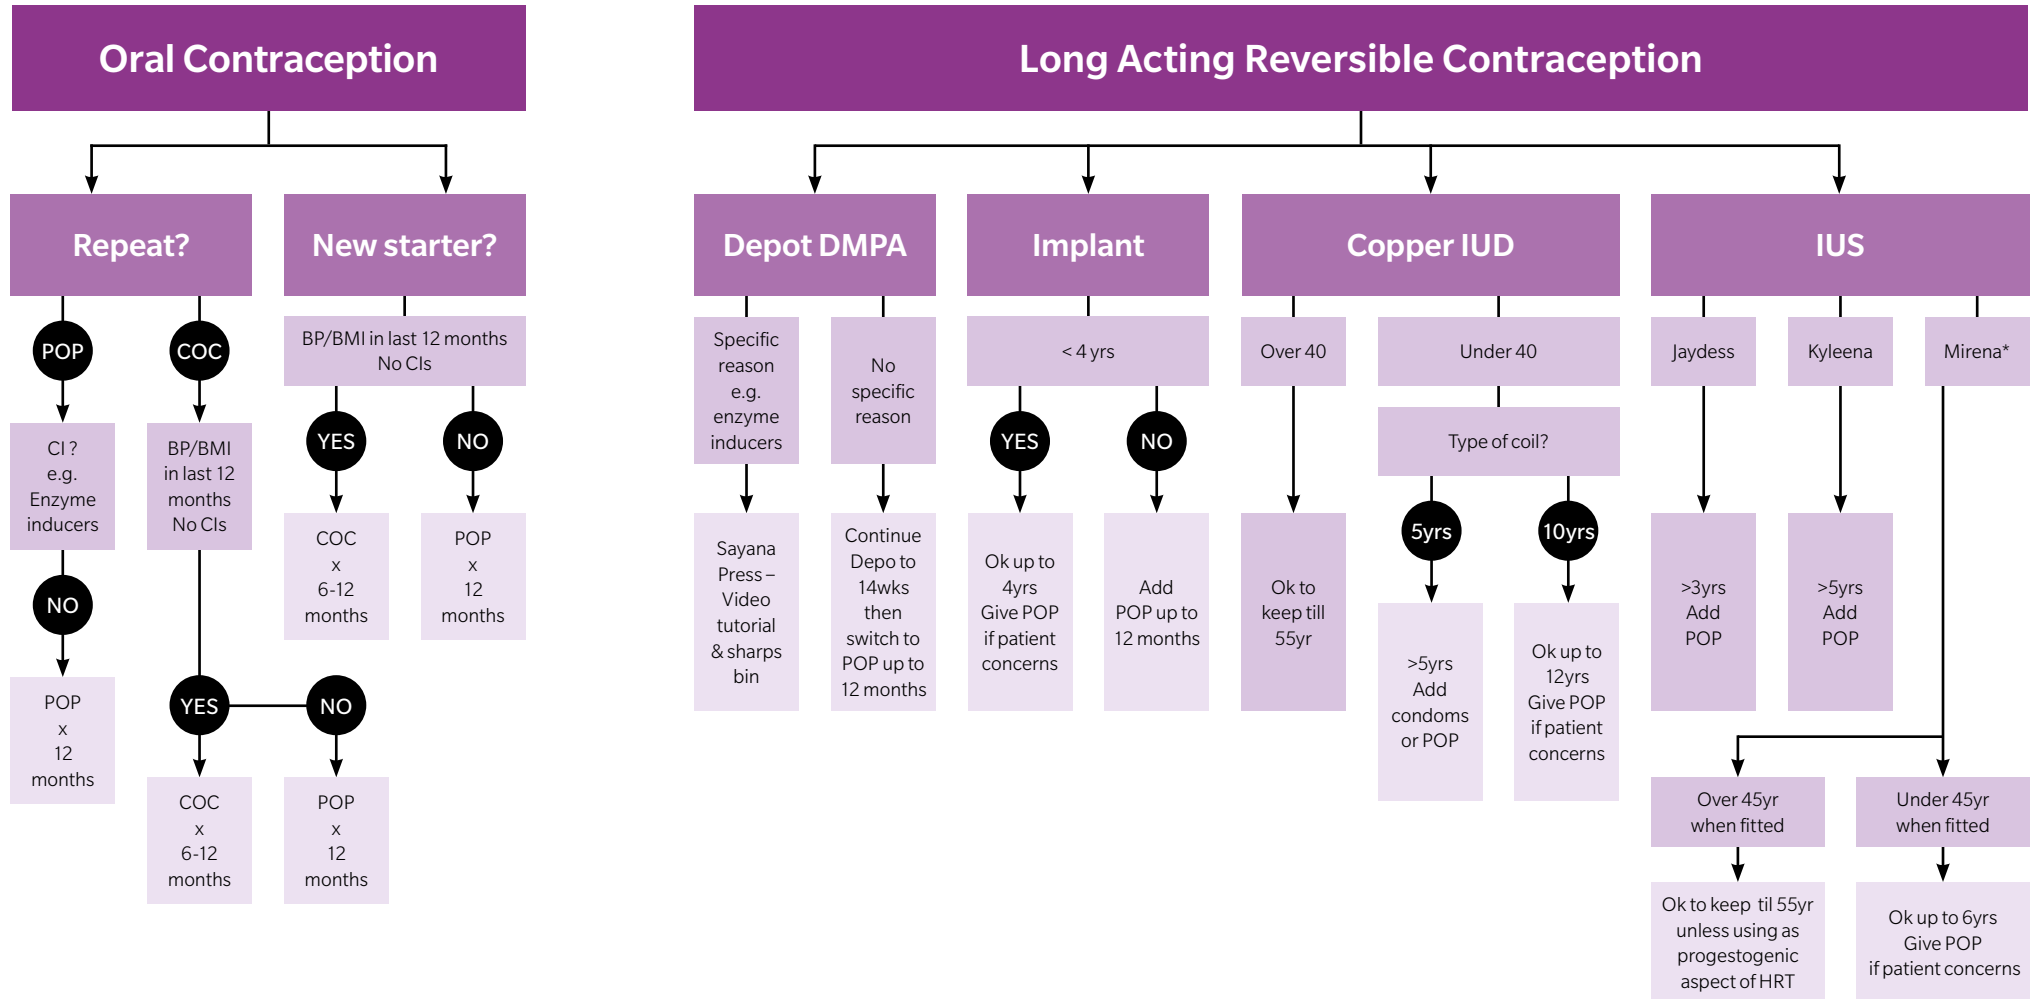 Oral Contraception
Repeat?
New starter?
POP
COC
BP/BMI in last 12 months
No CIs
CI ?
e.g.
Enzyme
inducers
BP/BMI
in last 12
months
No CIs
YES
NO
COC
x
6-12
months
POP
x
12
months
NO
POP
x
12
months
YES
NO
COC
x
6-12
months
POP
x
12
months
Long Acting Reversible Contraception
Depot DMPA
Implant
Copper IUD
IUS
Specific
reason
e.g.
enzyme
inducers
No
specific
reason
Sayana
Press –
Video
tutorial
& sharps
bin
Continue
Depo to
14wks
then
switch to
POP up to
12 months
< 4 yrs
YES
NO
Ok up to
4yrs
Give POP
if patient
concerns
Add
POP up to
12 months
Over 40
Under 40
Ok to
keep till
55yr
Type of coil?
5yrs
10yrs
>5yrs
Add
condoms
or POP
Ok up to
12yrs
Give POP
if patient
concerns
Jaydess
Kyleena
Mirena*
>3yrs
Add
POP
>5yrs
Add
POP
Over 45yr
when fitted
Under 45yr
when fitted
Ok to keep til 55yr
unless using as
progestogenic
aspect of HRT
Ok up to 6yrs
Give POP
if patient concerns